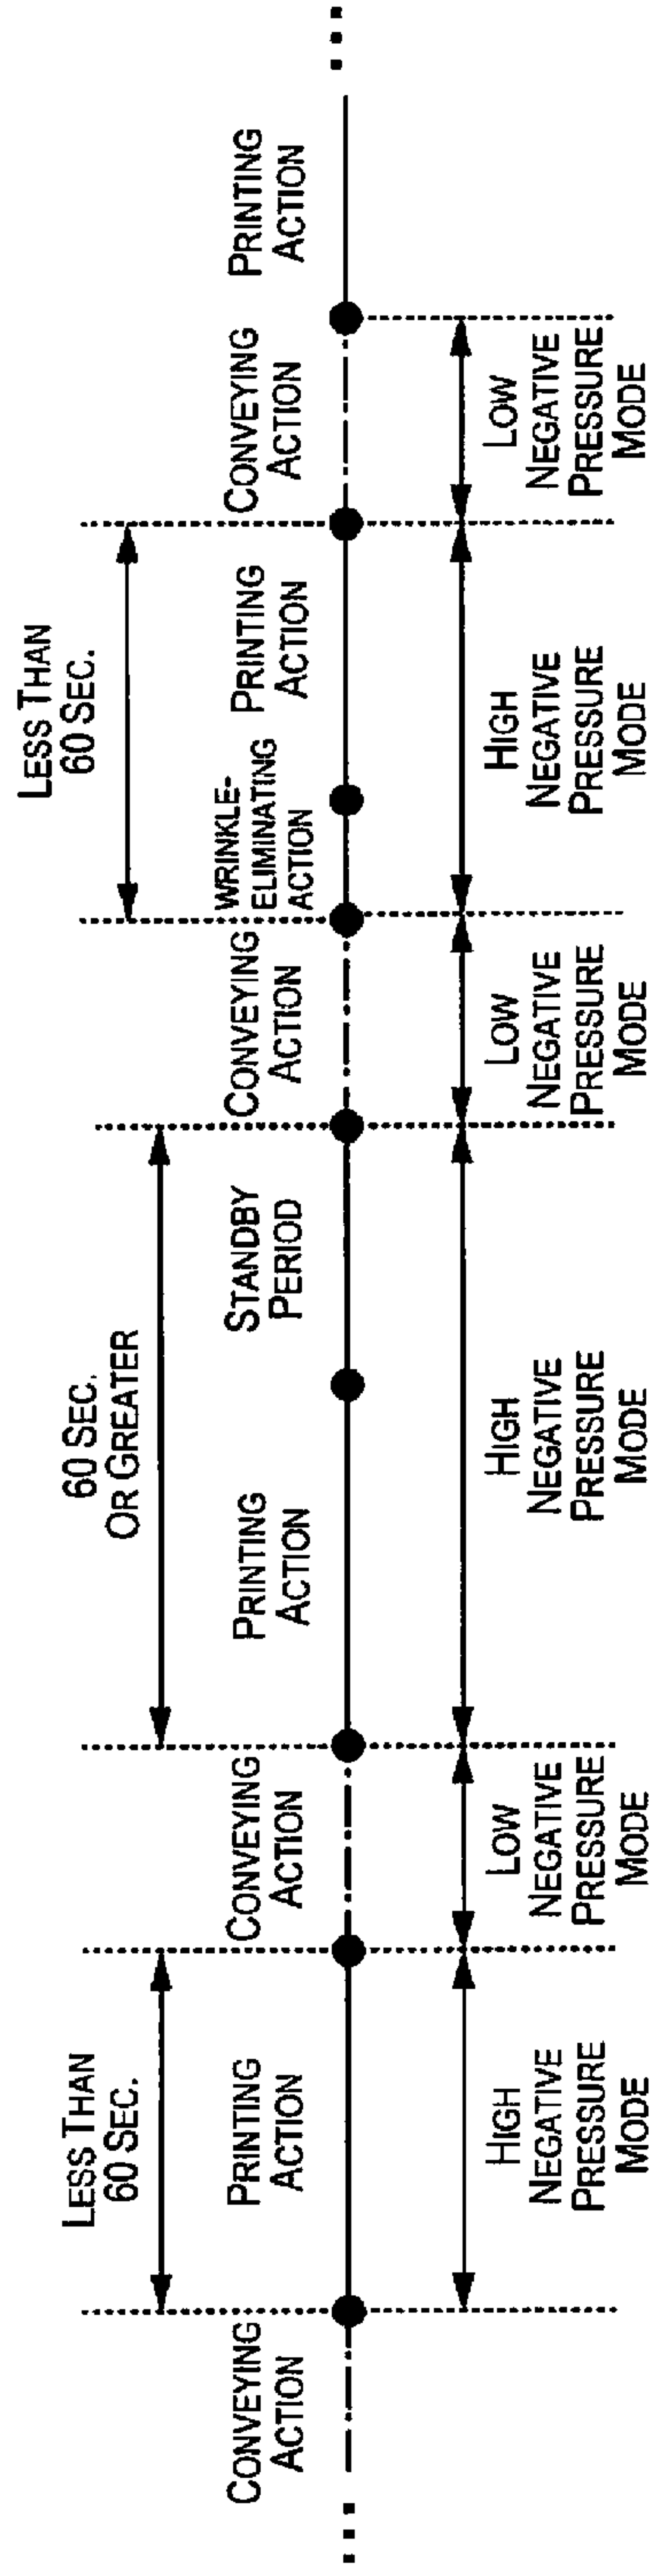 LESS THAN
60 SEC.
60 SEC.
OR GREATER
LESS THAN
60 SEC.
CONVEYING
ACTION
PRINTING
ACTION
CONVEYING
ACTION
PRINTING
ACTION
STANDBY
PERIOD
CONVEYING
ACTION
WRINKLE-
ELIMINATING
ACTION
PRINTING
ACTION
CONVEYING
ACTION
PRINTING
ACTION
HIGH
NEGATIVE
PRESSURE
MODE
LOW
NEGATIVE
PRESSURE
MODE
HIGH
NEGATIVE
PRESSURE
MODE
LOW
NEGATIVE
PRESSURE
MODE
HIGH
NEGATIVE
PRESSURE
MODE
LOW
NEGATIVE
PRESSURE
MODE